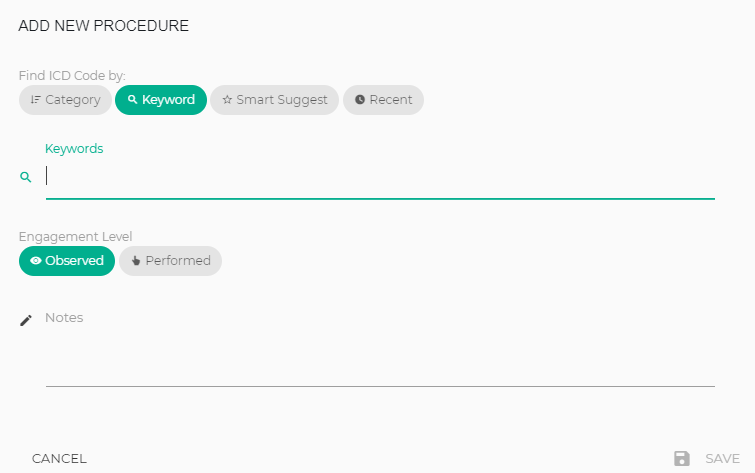 ADD NEW PROCEDURE
Find ICD Code by:
Category Keyword Smart Suggest Recent
Keywords
Engagement Level
Observed Performed
Notes
CANCEL SAVE